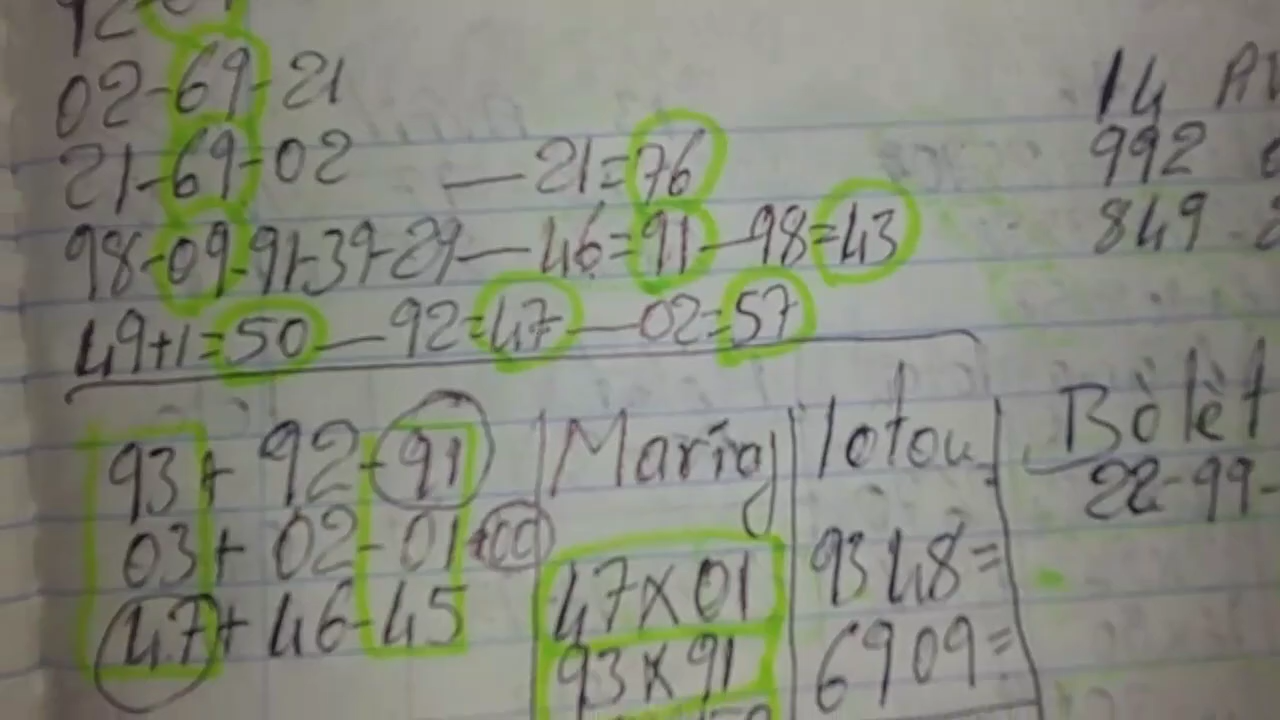 02-69-21
21-69-02 — 21=76
98-09-91-39-29 — 46=91 — 98=43
49+1=50 — 92=47 — 02=57
14
992
849
93+ 92-91
03+ 02-01+00
47+ 46-45
Mariaj
47X01
93X91
lotou
9348=
6909=
Bòlèt
22-99-